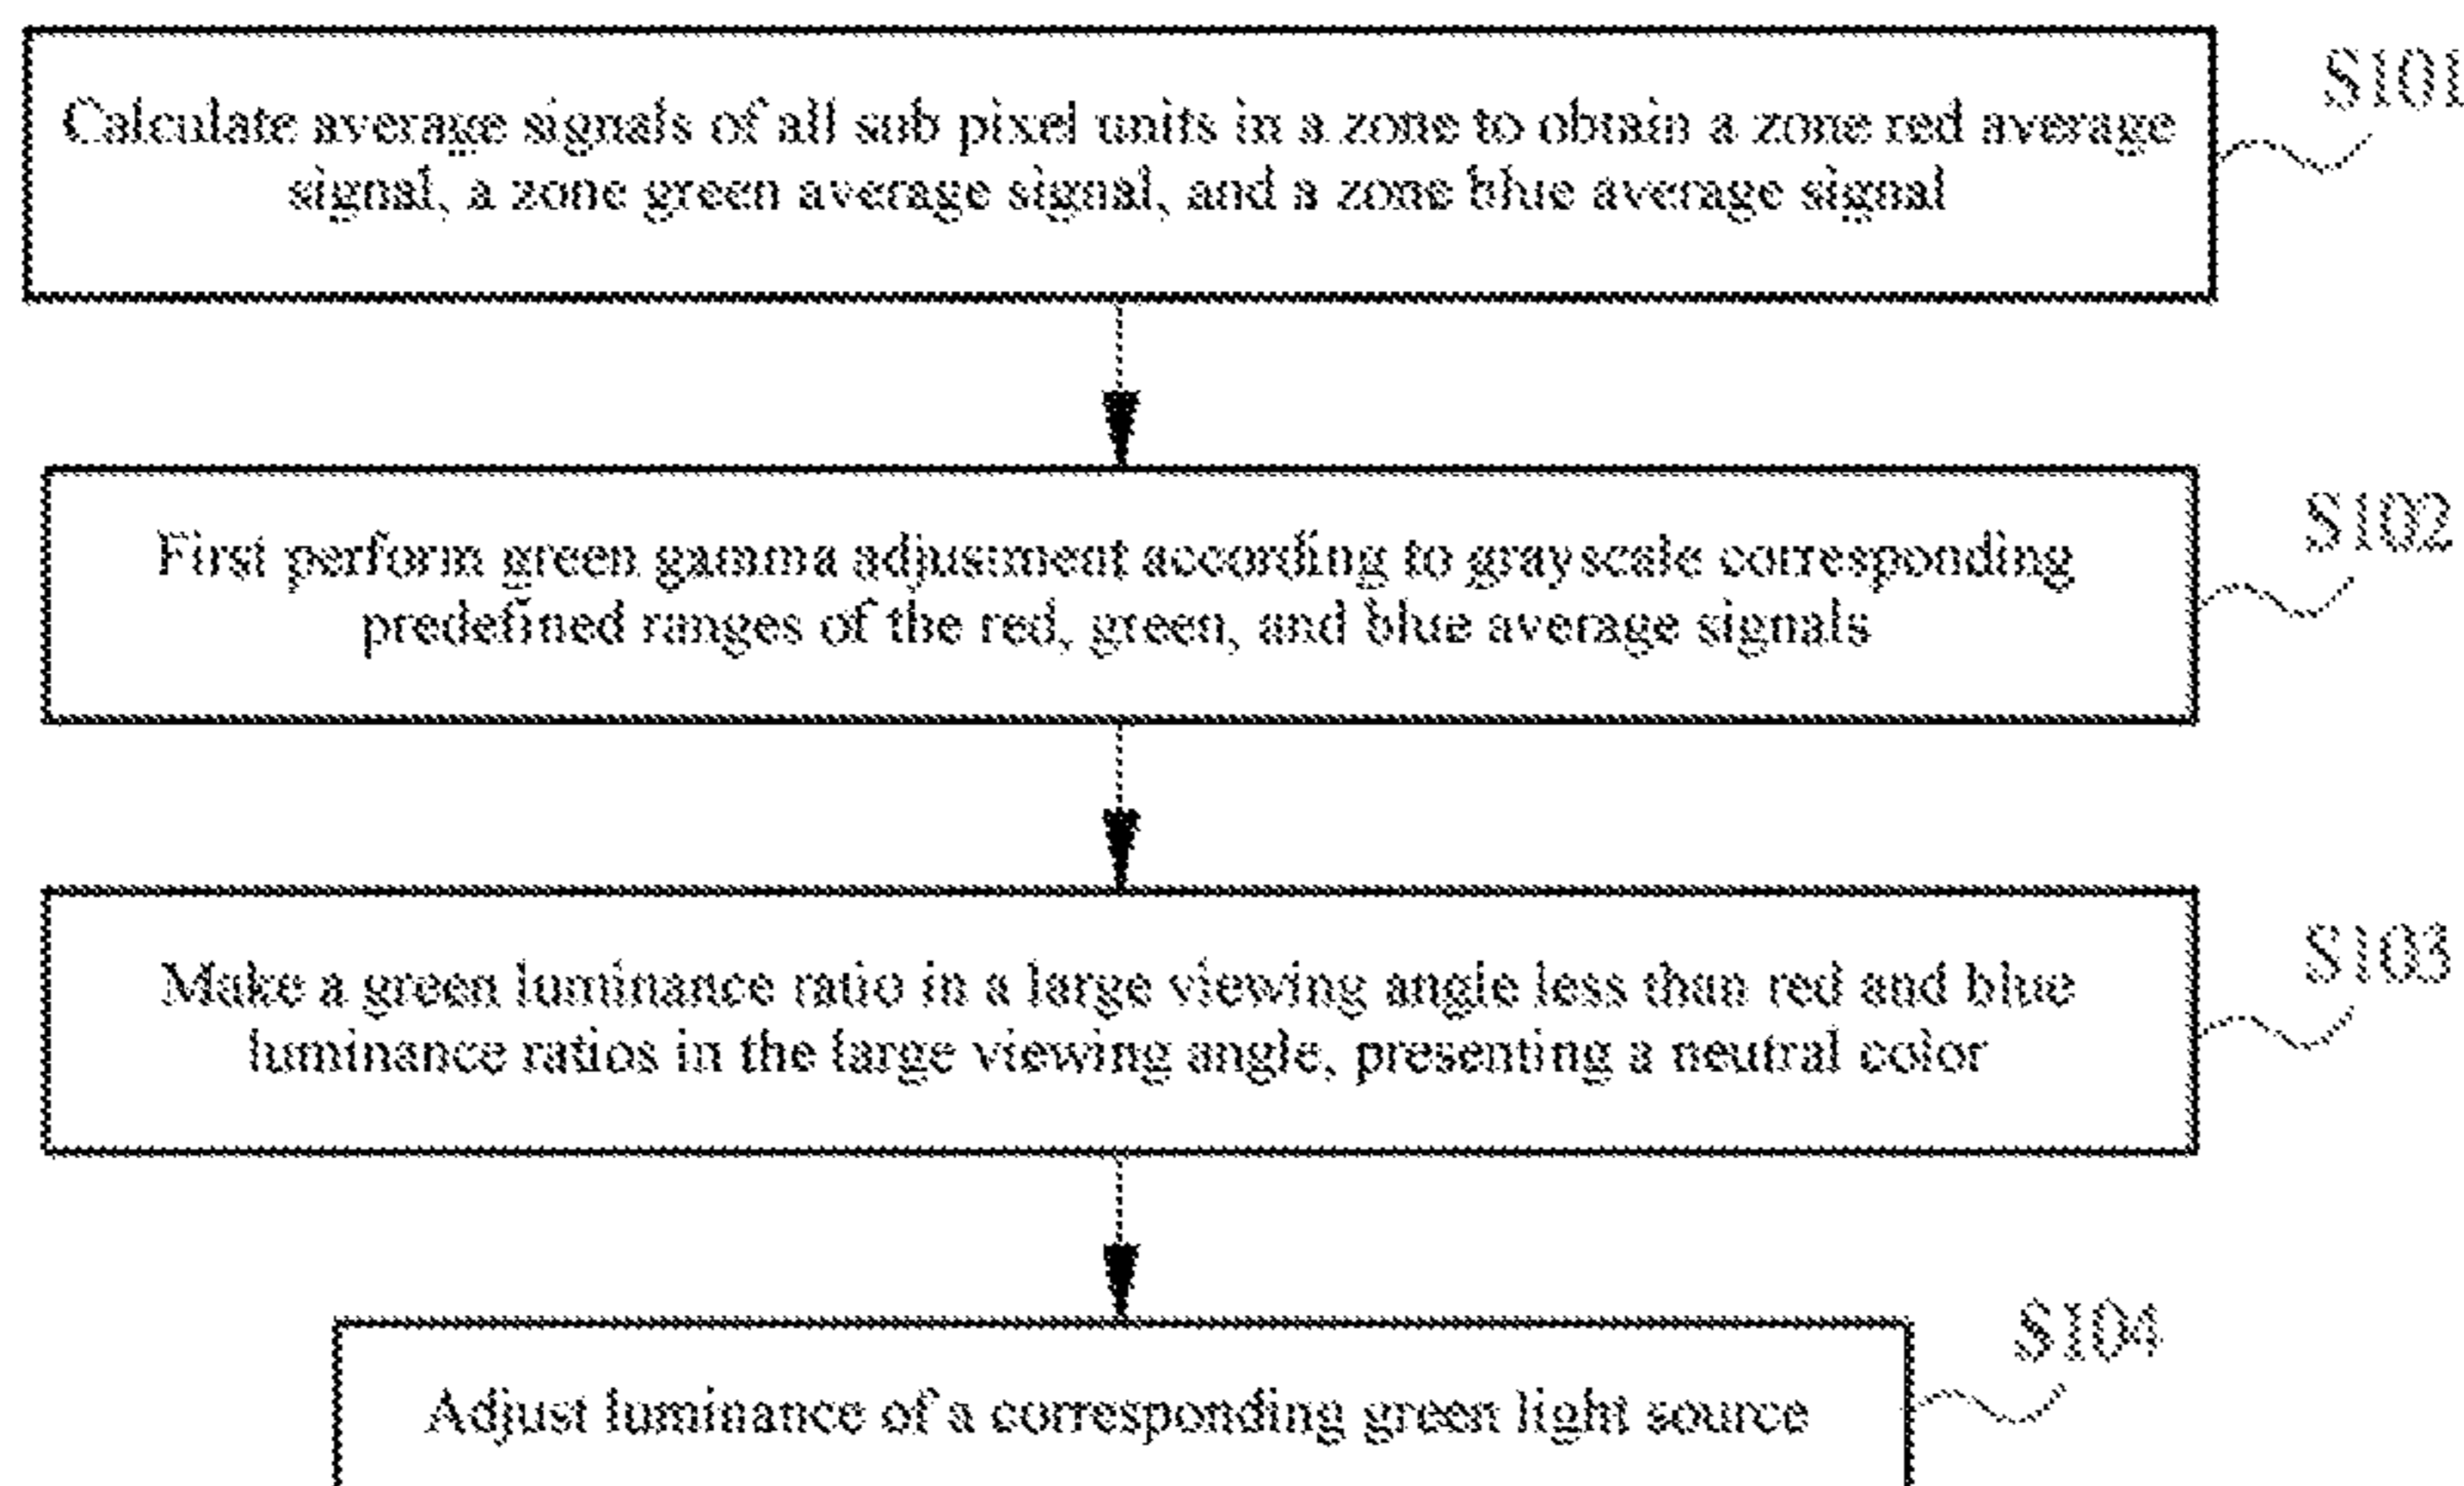 S101
Calculate average signals of all sub pixel units in a zone to obtain a zone red average
signal, a zone green average signal, and a zone blue average signal
S102
First perform green gamma adjustment according to grayscale corresponding
predefined ranges of the red, green, and blue average signals
S103
Make a green luminance ratio in a large viewing angle less than red and blue
luminance ratios in the large viewing angle, presenting a neutral color
S104
Adjust luminance of a corresponding green light source